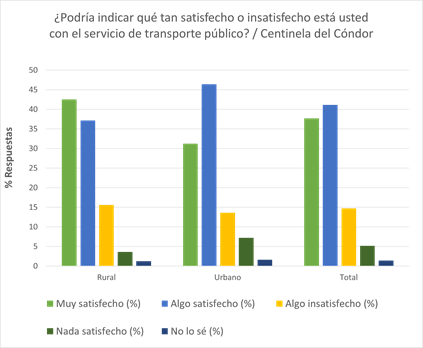 ¿Podría indicar qué tan satisfecho o insatisfecho está usted
con el servicio de transporte público? / Centinela del Cóndor
50
45
40
35
30
25
20
15
10
5
0
% Respuestas
Rural Urbano Total
Muy satisfecho (%) Algo satisfecho (%) Algo insatisfecho (%)
Nada satisfecho (%) No lo sé (%)